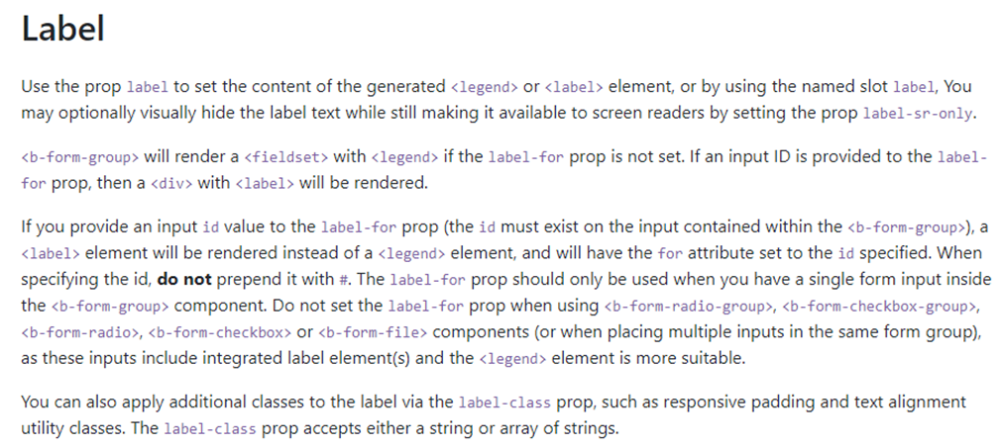 Label
Use the prop label to set the content of the generated <legend> or <label> element, or by using the named slot label, You
may optionally visually hide the label text while still making it available to screen readers by setting the prop label-sr-only.
<b-form-group> will render a <fieldset> with <legend> if the label-for prop is not set. If an input ID is provided to the label-
for prop, then a <div> with <label> will be rendered.
If you provide an input id value to the label-for prop (the id must exist on the input contained within the <b-form-group>), a
<label> element will be rendered instead of a <legend> element, and will have the for attribute set to the id specified. When
specifying the id, do not prepend it with #. The label-for prop should only be used when you have a single form input inside
the <b-form-group> component. Do not set the label-for prop when using <b-form-radio-group>, <b-form-checkbox-group>,
<b-form-radio>, <b-form-checkbox> or <b-form-file> components (or when placing multiple inputs in the same form group),
as these inputs include integrated label element(s) and the <legend> element is more suitable.
You can also apply additional classes to the label via the label-class prop, such as responsive padding and text alignment
utility classes. The label-class prop accepts either a string or array of strings.